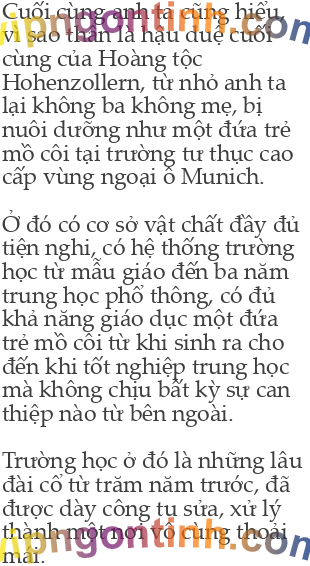 Cuối cùng anh ta cũng hiểu,
vì sao thân là hậu duệ cuối
cùng của Hoàng tộc
Hohenzollern, từ nhỏ anh ta
lại không ba không mẹ, bị
nuôi dưỡng như một đứa trẻ
mồ côi tại trường tư thục cao
cấp vùng ngoại ô Munich.
Ở đó có cơ sở vật chất đầy đủ
tiện nghi, có hệ thống trường
học từ mẫu giáo đến ba năm
trung học phổ thông, có đủ
khả năng giáo dục một đứa
trẻ mồ côi từ khi sinh ra cho
đến khi tốt nghiệp trung học
mà không chịu bất kỳ sự can
thiệp nào từ bên ngoài.
Trường học ở đó là những lâu
đài cổ từ trăm năm trước, đã
được dày công tu sửa, xử lý
thành một nơi vô cùng thoải
mái.
vipngontinh.com
vipngontinh.com